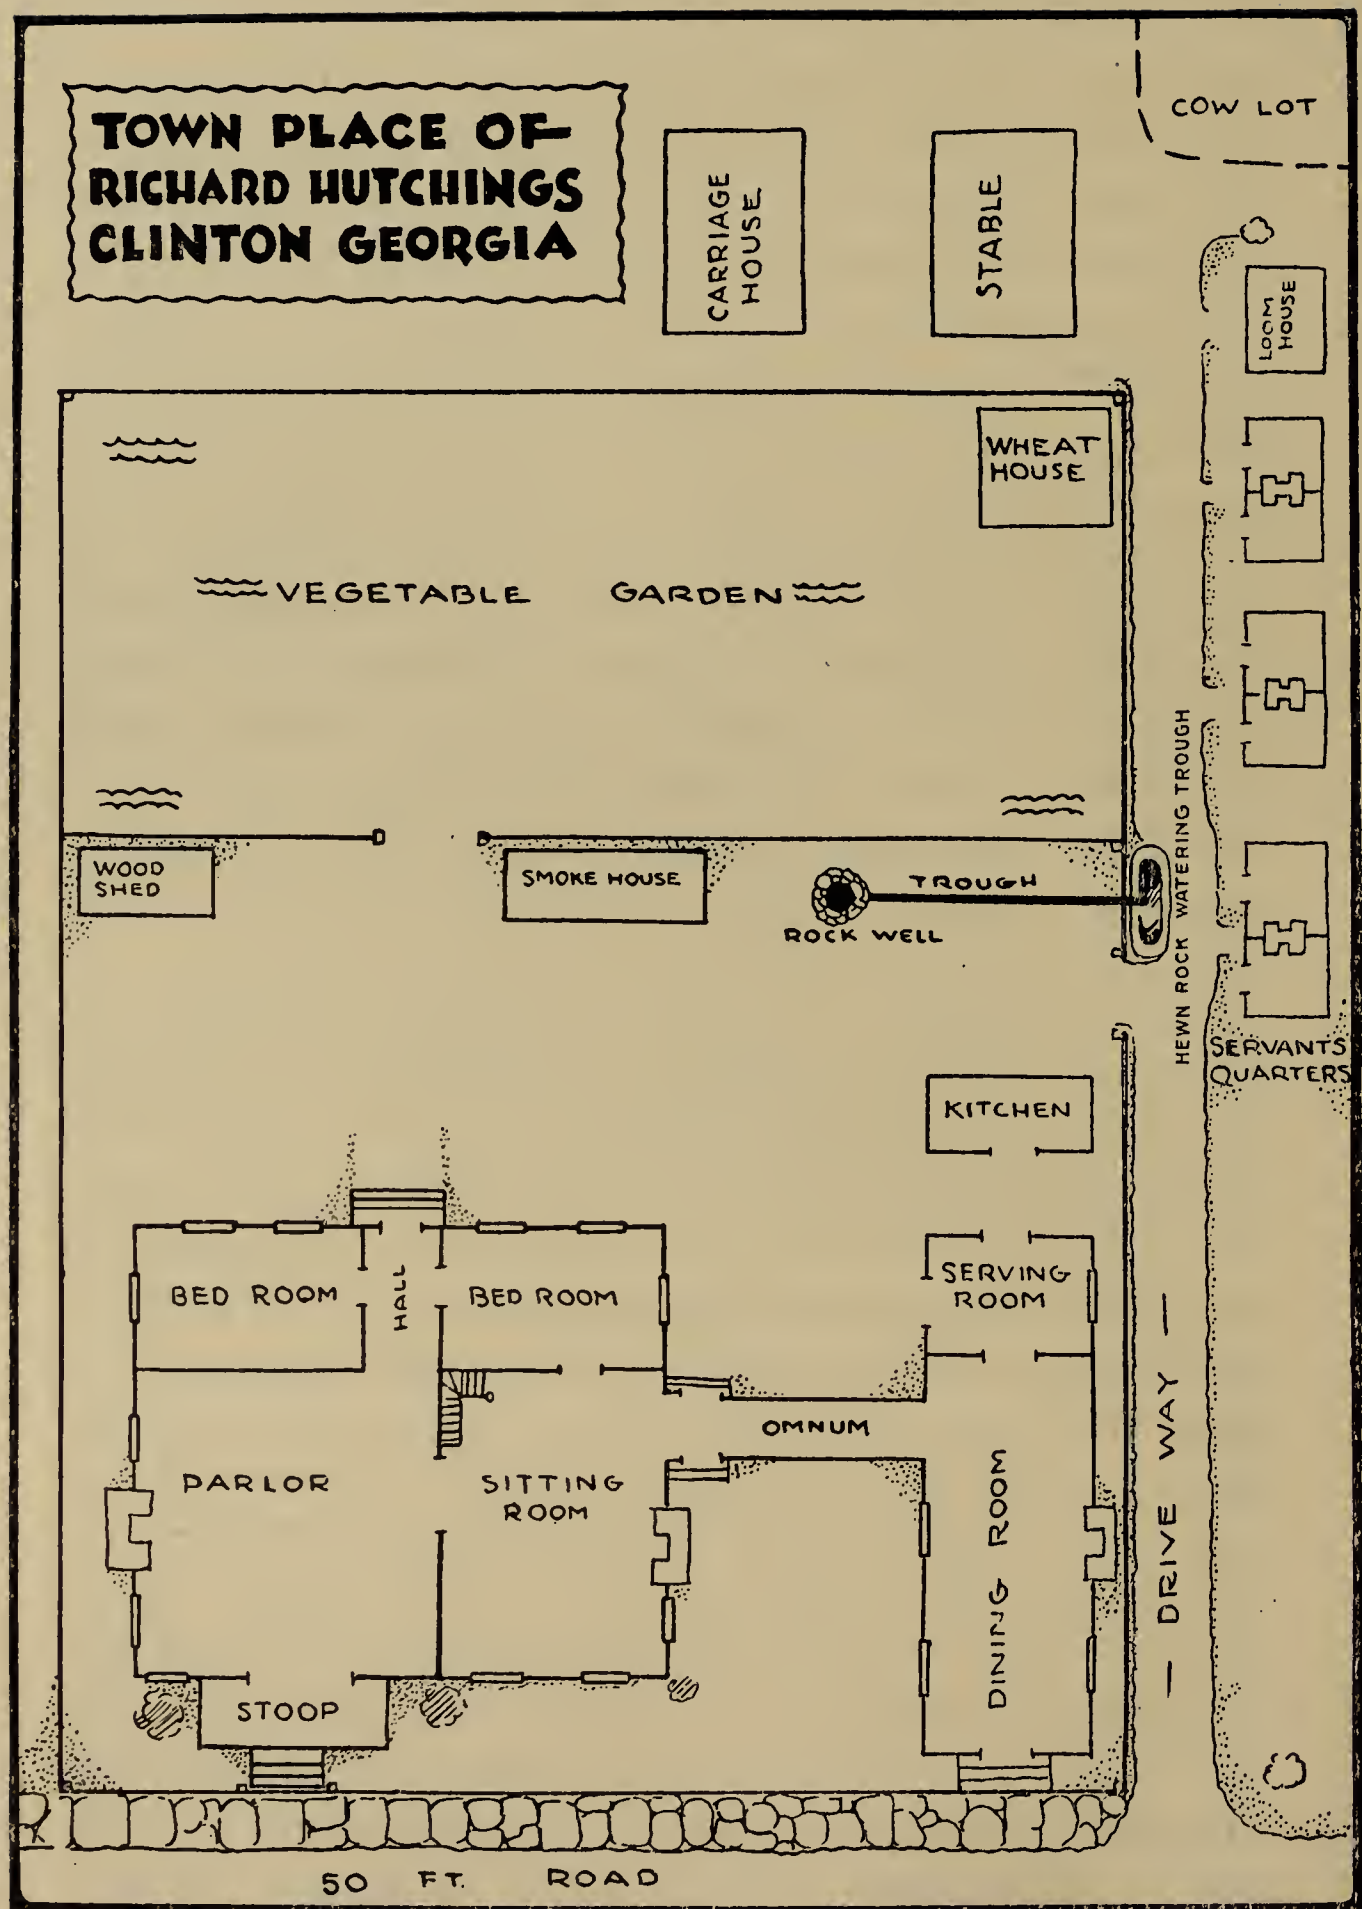 TOWN PLACE OF
RICHARD HUTCHINGS
CLINTON GEORGIA
COW LOT
CARRIAGE
HOUSE
STABLE
LOOM
HOUSE
WHEAT
HOUSE
VEGETABLE GARDEN
WOOD
SHED
SMOKE HOUSE
TROUGH
ROCK WELL
HEWN ROCK WATERING TROUGH
SERVANTS
QUARTERS
KITCHEN
BED ROOM
HALL
BED ROOM
SERVING
ROOM
OMNUM
PARLOR
SITTING
ROOM
DINING ROOM
— DRIVE WAY —
STOOP
50 FT. ROAD